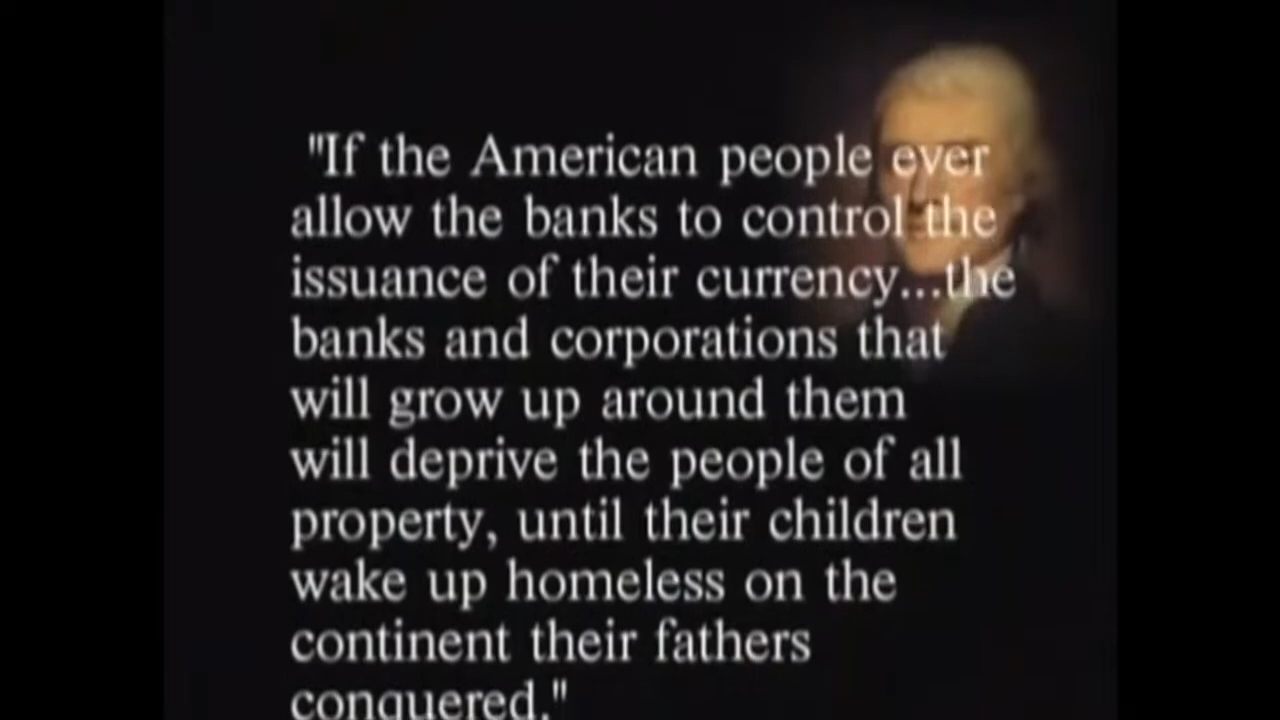 "If the American people ever
allow the banks to control the
issuance of their currency...the
banks and corporations that
will grow up around them
will deprive the people of all
property, until their children
wake up homeless on the
continent their fathers
conquered."